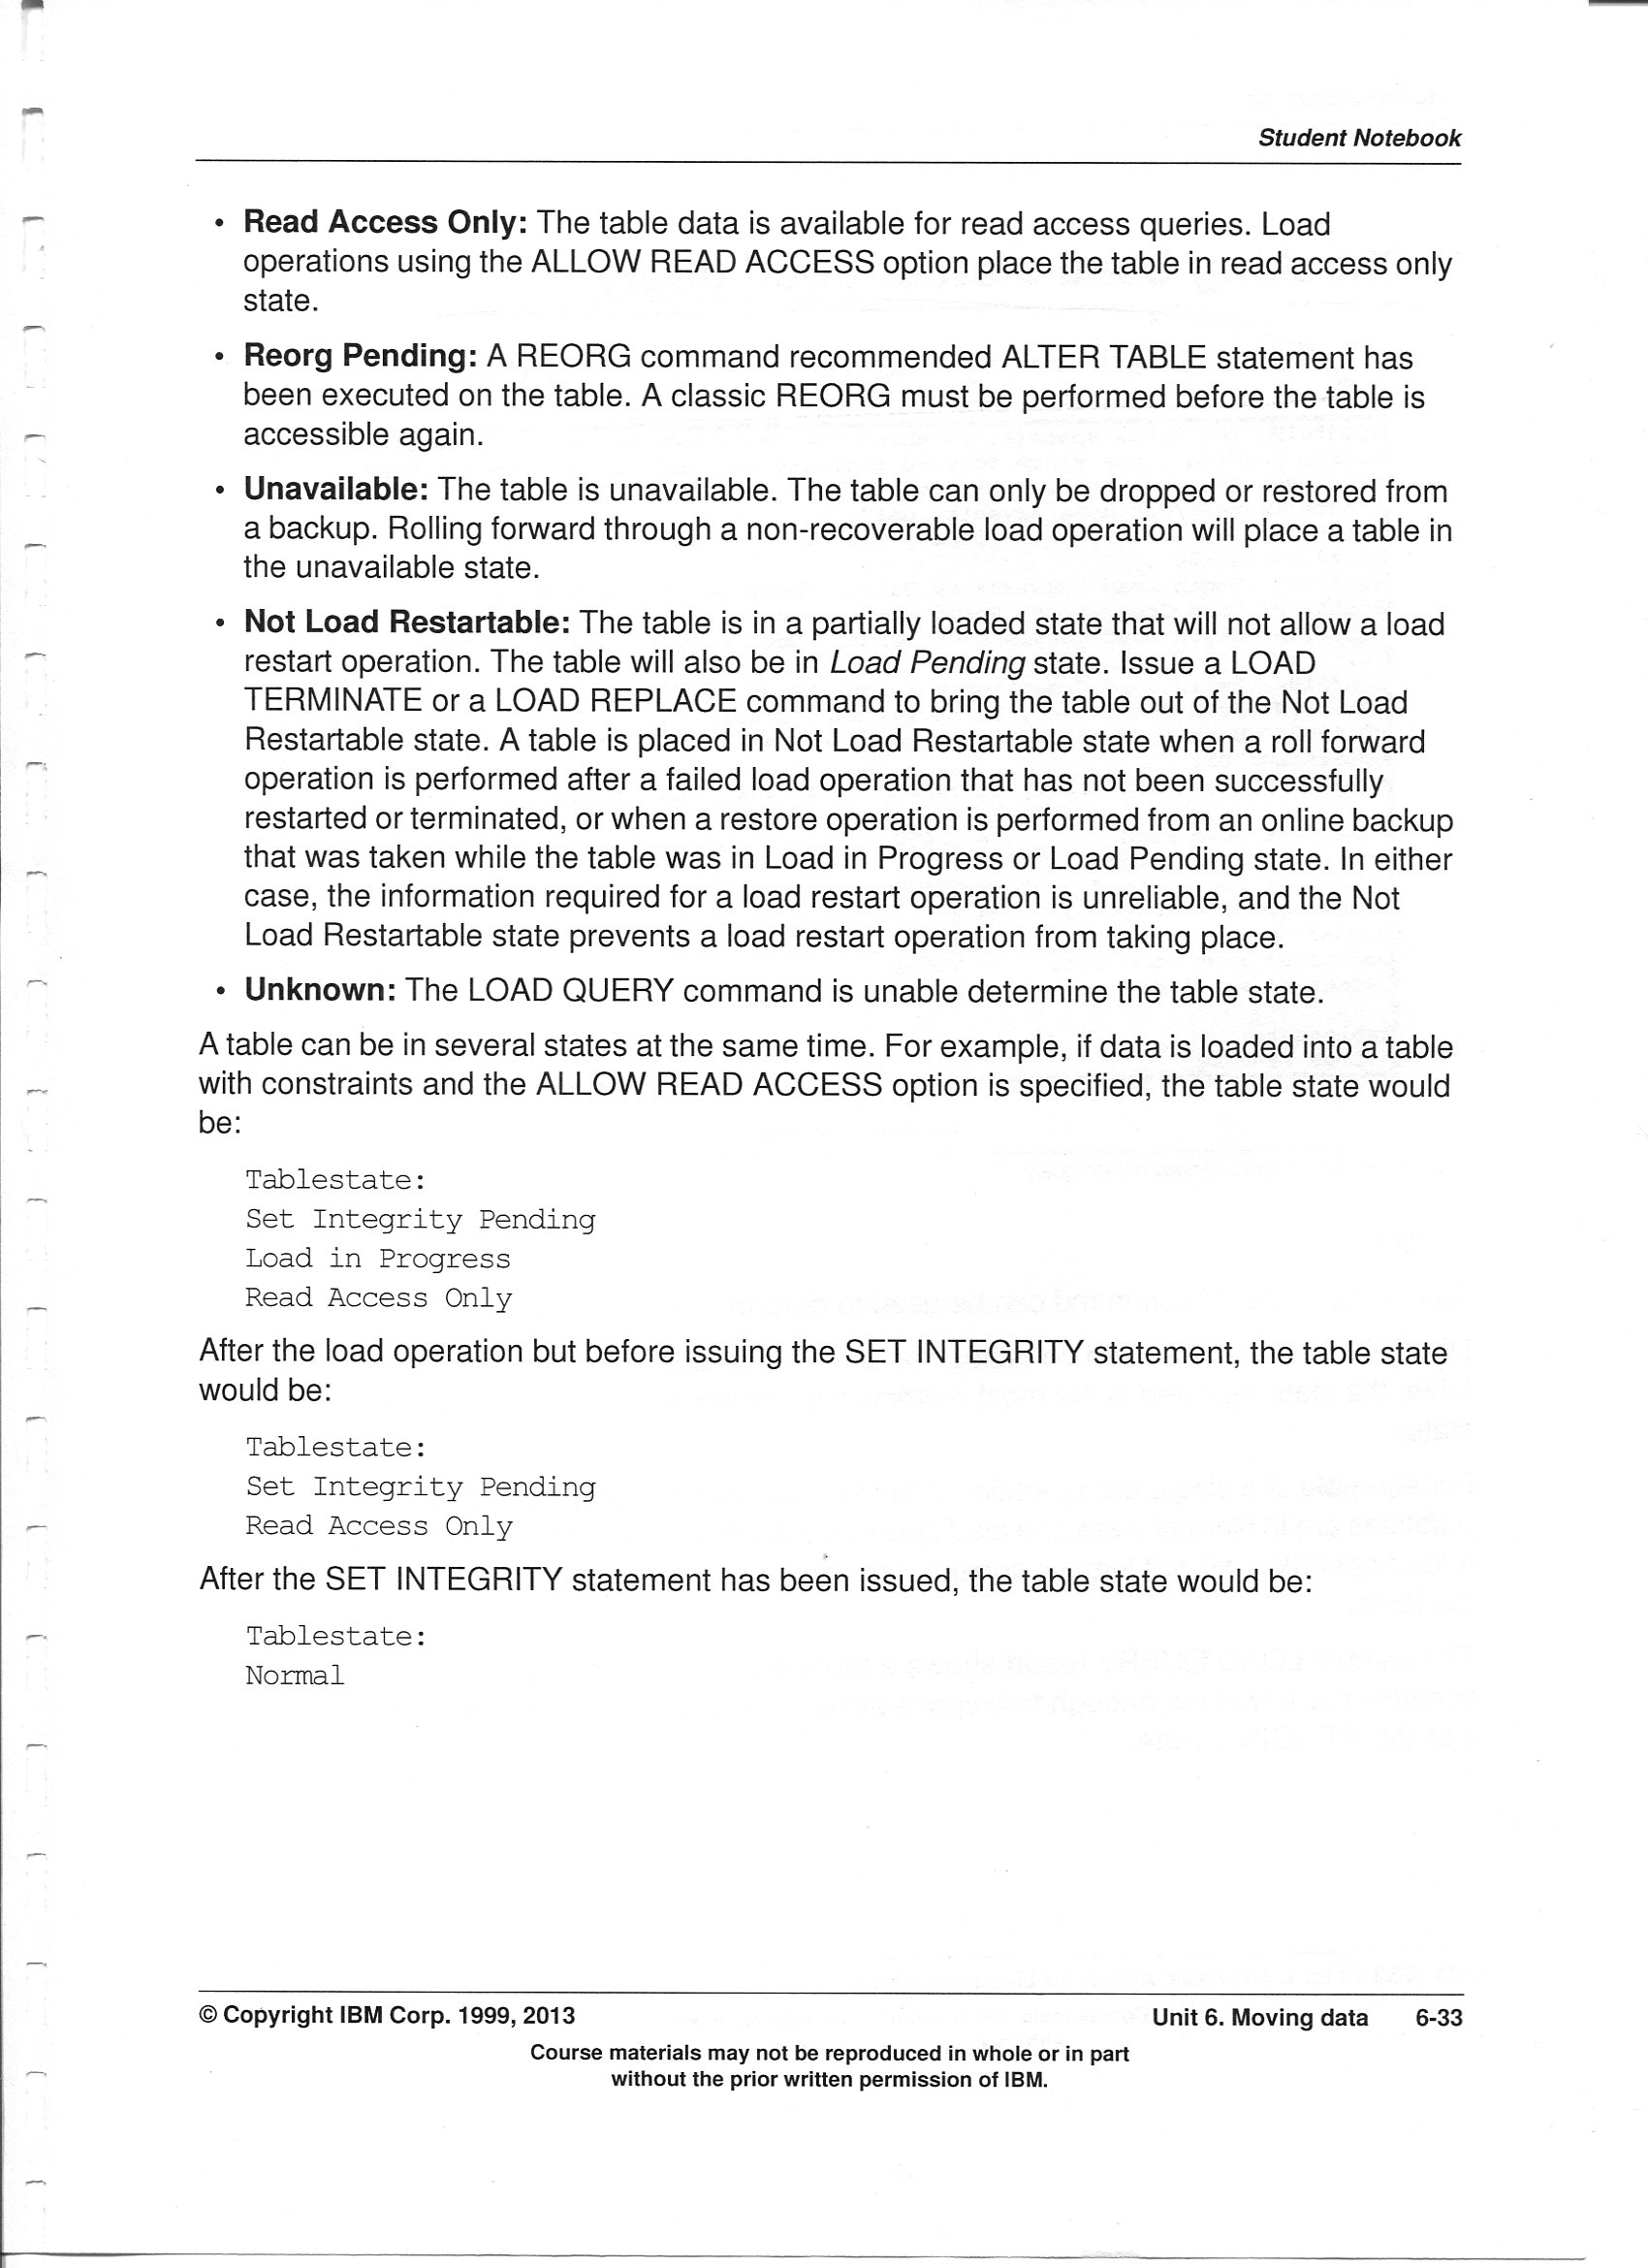 Student Notebook
• Read Access Only: The table data is available for read access queries. Load
operations using the ALLOW READ ACCESS option place the table in read access only
state.
• Reorg Pending: A REORG command recommended ALTER TABLE statement has
been executed on the table. A classic REORG must be performed before the table is
accessible again.
• Unavailable: The table is unavailable. The table can only be dropped or restored from
a backup. Rolling forward through a non-recoverable load operation will place a table in
the unavailable state.
• Not Load Restartable: The table is in a partially loaded state that will not allow a load
restart operation. The table will also be in Load Pending state. Issue a LOAD
TERMINATE or a LOAD REPLACE command to bring the table out of the Not Load
Restartable state. A table is placed in Not Load Restartable state when a roll forward
operation is performed after a failed load operation that has not been successfully
restarted or terminated, or when a restore operation is performed from an online backup
that was taken while the table was in Load in Progress or Load Pending state. In either
case, the information required for a load restart operation is unreliable, and the Not
Load Restartable state prevents a load restart operation from taking place.
• Unknown: The LOAD QUERY command is unable determine the table state.
A table can be in several states at the same time. For example, if data is loaded into a table
with constraints and the ALLOW READ ACCESS option is specified, the table state would
be:
Tablestate:
Set Integrity Pending
Load in Progress
Read Access Only
After the load operation but before issuing the SET INTEGRITY statement, the table state
would be:
Tablestate:
Set Integrity Pending
Read Access Only
After the SET INTEGRITY statement has been issued, the table state would be:
Tablestate:
Normal
© Copyright IBM Corp. 1999, 2013 Unit 6. Moving data 6-33
Course materials may not be reproduced in whole or in part
without the prior written permission of IBM.